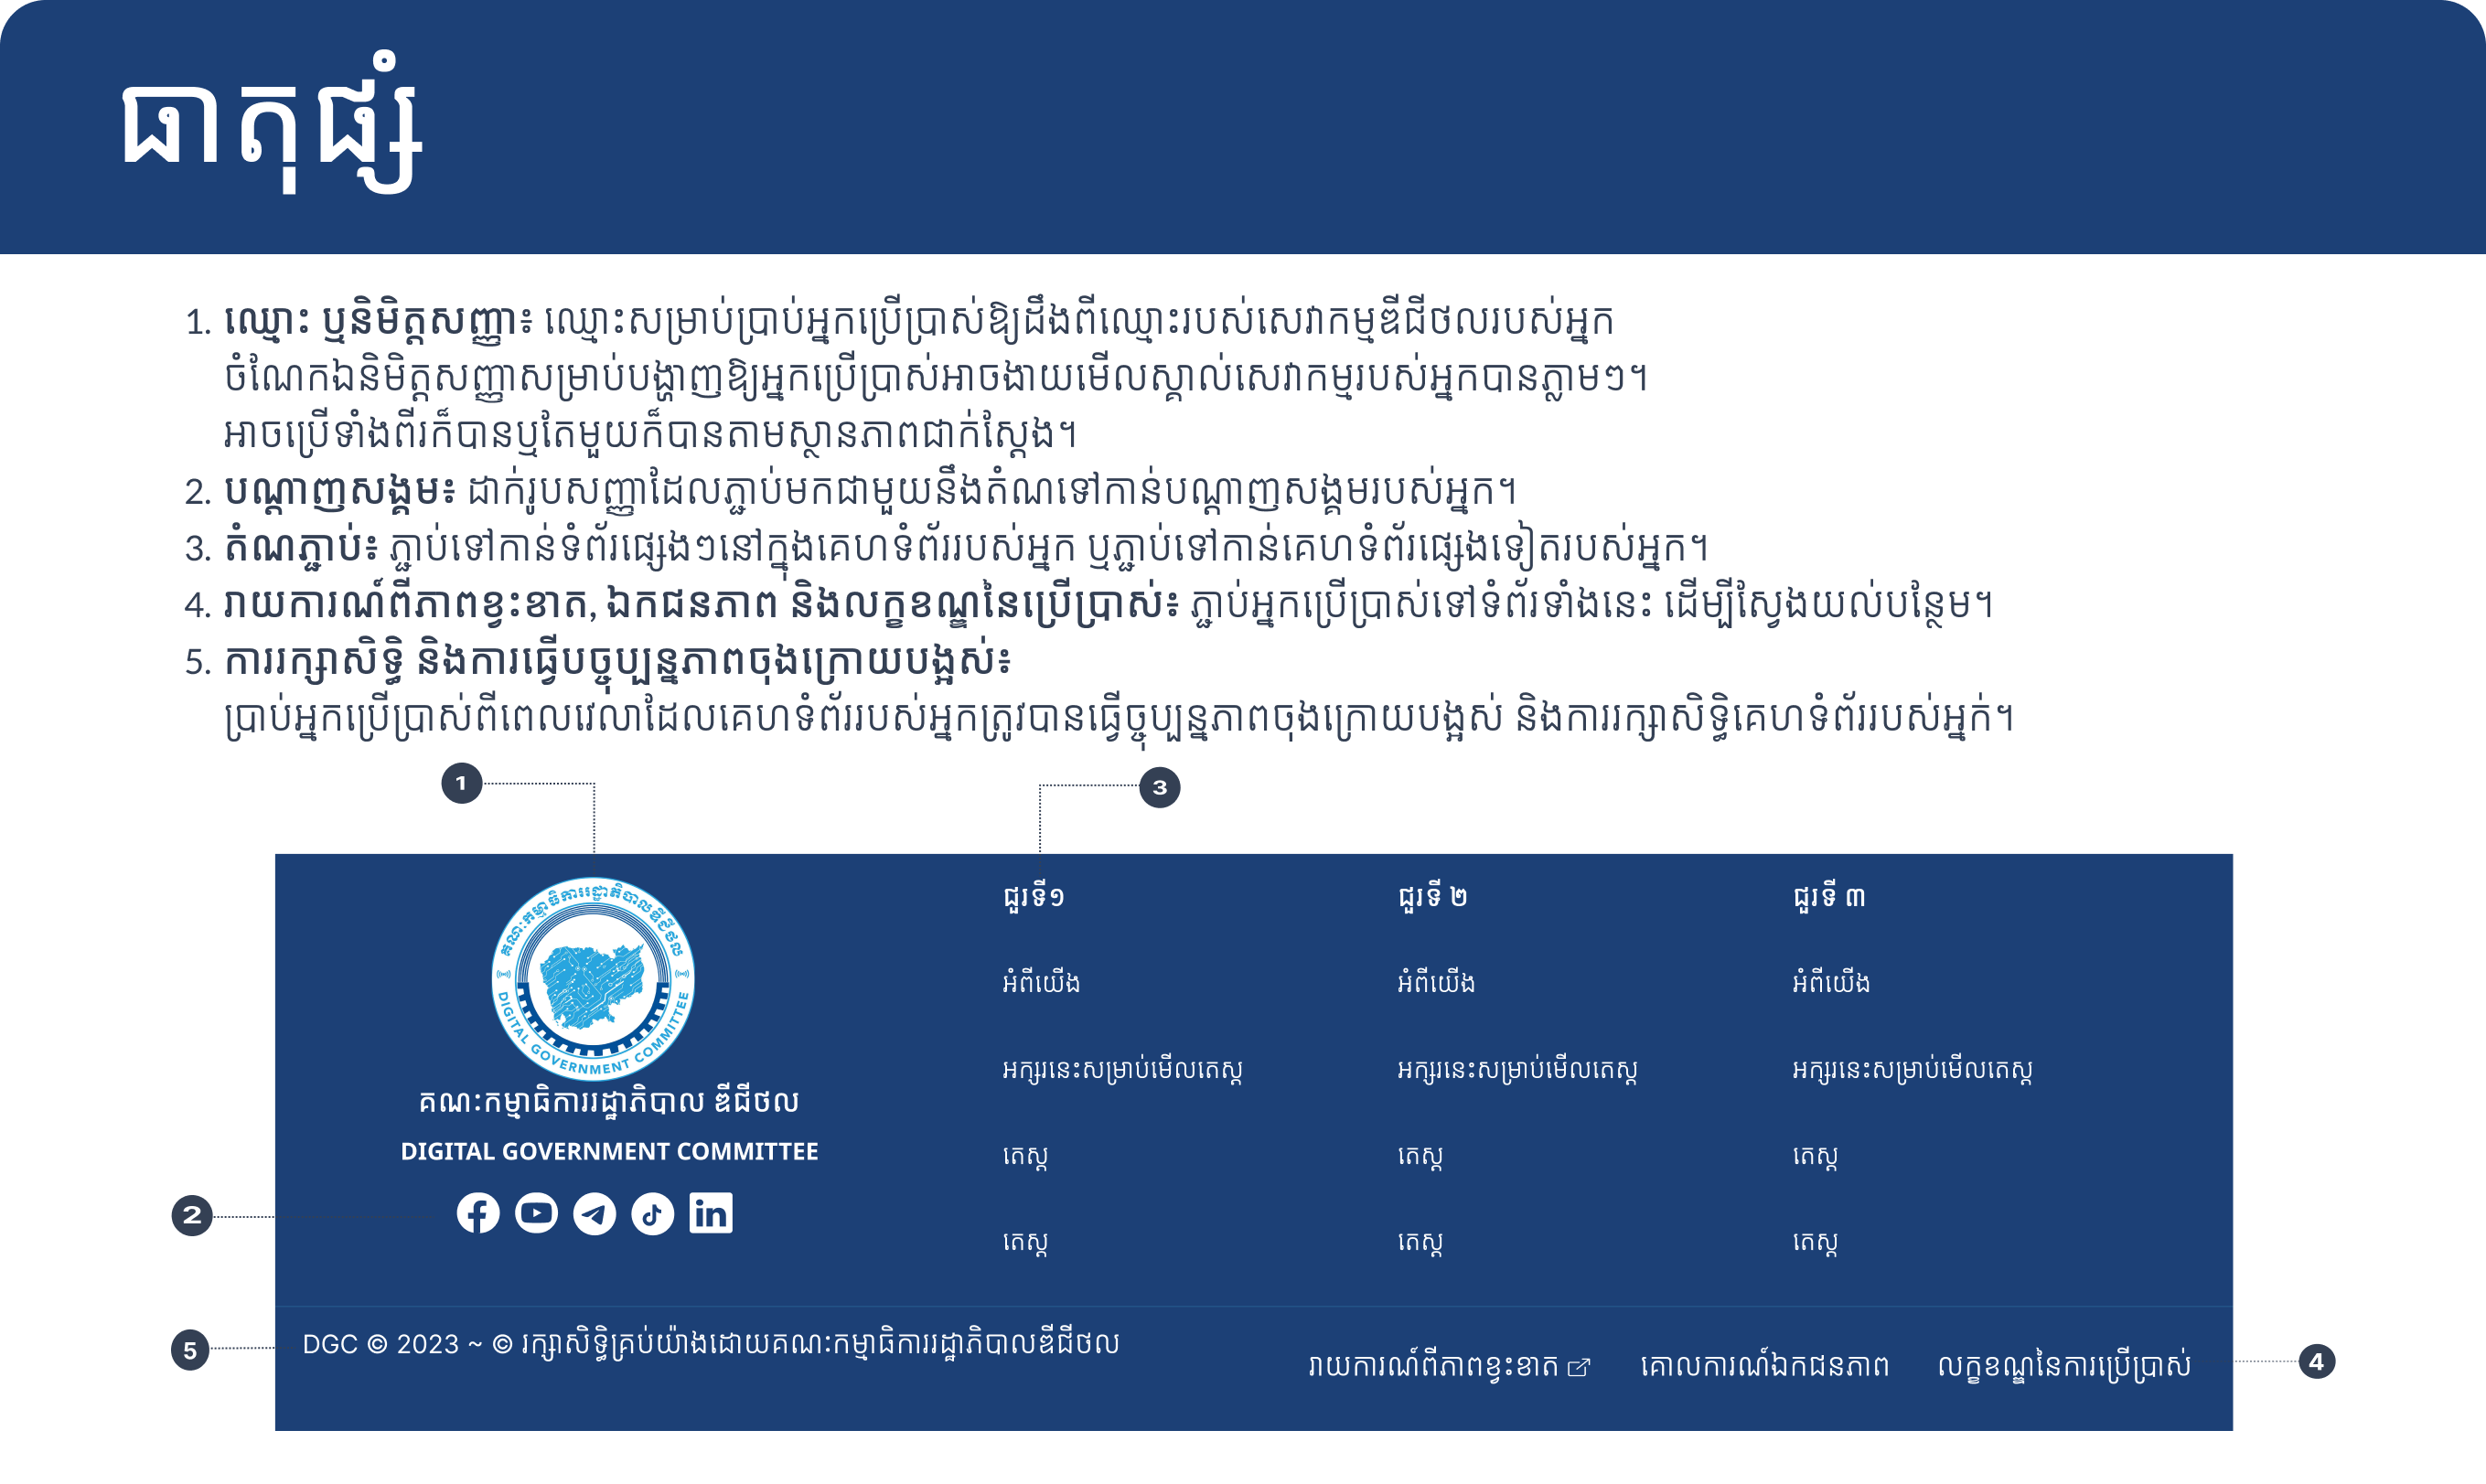 ធាតុផ្សំ
1. ឈ្មោះ ឬនិមិត្តសញ្ញា៖ ឈ្មោះសម្រាប់ប្រាប់អ្នកប្រើប្រាស់ឱ្យដឹងពីឈ្មោះរបស់សេវាកម្មឌីជីថលរបស់អ្នក
ចំណែកឯនិមិត្តសញ្ញាសម្រាប់បង្ហាញឱ្យអ្នកប្រើប្រាស់អាចងាយមើលស្គាល់សេវាកម្មរបស់អ្នកបានភ្លាមៗ។
អាចប្រើទាំងពីរក៏បានឬតែមួយក៏បានតាមស្ថានភាពជាក់ស្តែង។
2. បណ្តាញសង្គម៖ ដាក់រូបសញ្ញាដែលភ្ជាប់មកជាមួយនឹងតំណទៅកាន់បណ្តាញសង្គមរបស់អ្នក។
3. តំណភ្ជាប់៖ ភ្ជាប់ទៅកាន់ទំព័រផ្សេងៗនៅក្នុងគេហទំព័ររបស់អ្នក ឬភ្ជាប់ទៅកាន់គេហទំព័រផ្សេងទៀតរបស់អ្នក។
4. រាយការណ៍ពីភាពខ្វះខាត, ឯកជនភាព និងលក្ខខណ្ឌនៃប្រើប្រាស់៖ ភ្ជាប់អ្នកប្រើប្រាស់ទៅទំព័រទាំងនេះ ដើម្បីស្វែងយល់បន្ថែម។
5. ការរក្សាសិទ្ធិ និងការធ្វើបច្ចុប្បន្នភាពចុងក្រោយបង្អស់៖
ប្រាប់អ្នកប្រើប្រាស់ពីពេលវេលាដែលគេហទំព័ររបស់អ្នកត្រូវបានធ្វើច្ចុប្បន្នភាពចុងក្រោយបង្អស់ និងការរក្សាសិទ្ធិគេហទំព័ររបស់អ្នក់។
1
3
គណៈកម្មាធិការរដ្ឋាភិបាលឌីជីថល
DIGITAL GOVERNMENT COMMITTEE
គណៈកម្មាធិការរដ្ឋាភិបាល ឌីជីថល
DIGITAL GOVERNMENT COMMITTEE
2
ជួរទី១ ជួរទី ២ ជួរទី ៣
អំពីយើង អំពីយើង អំពីយើង
អក្សរនេះសម្រាប់មើលតេស្ត អក្សរនេះសម្រាប់មើលតេស្ត អក្សរនេះសម្រាប់មើលតេស្ត
តេស្ត តេស្ត តេស្ត
តេស្ត តេស្ត តេស្ត
5
DGC © 2023 ~ © រក្សាសិទ្ធិគ្រប់យ៉ាងដោយគណៈកម្មាធិការរដ្ឋាភិបាលឌីជីថល
រាយការណ៍ពីភាពខ្វះខាត គោលការណ៍ឯកជនភាព លក្ខខណ្ឌនៃការប្រើប្រាស់
4